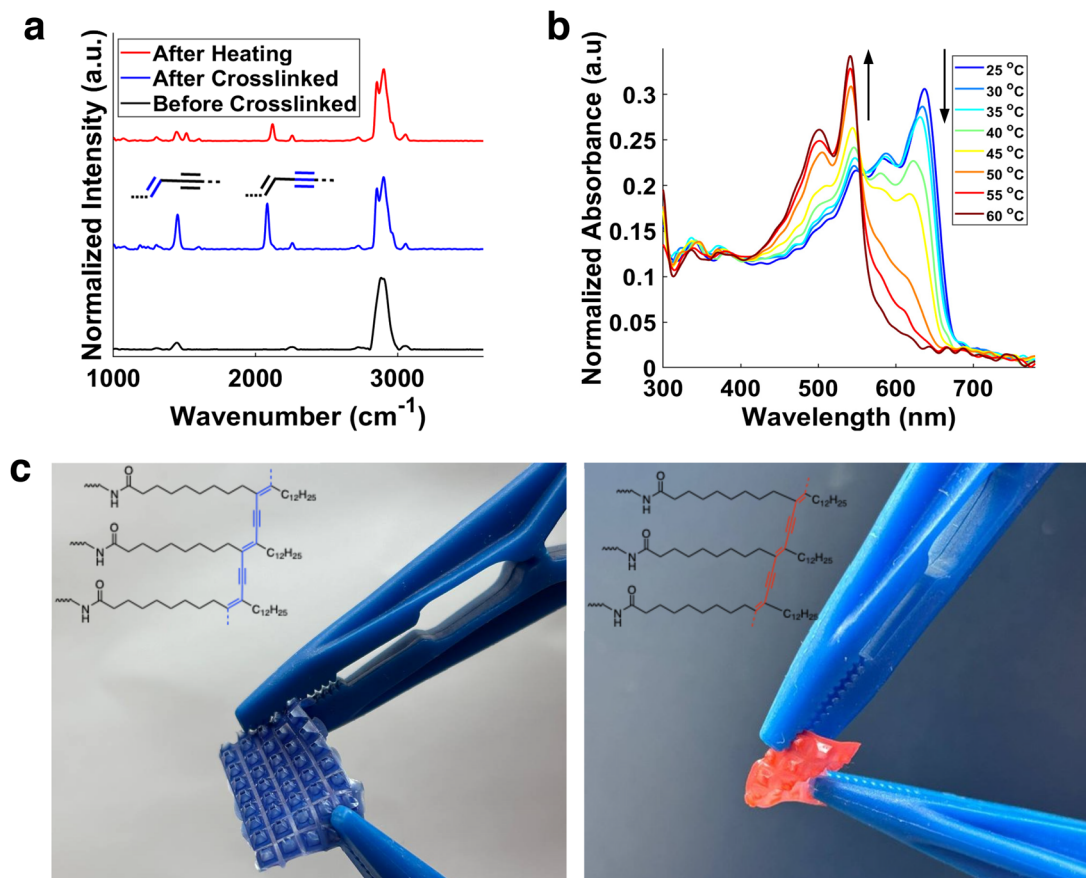 a
Normalized Intensity (a.u.)
After Heating
After Crosslinked
Before Crosslinked
1000
2000
3000
Wavenumber (cm⁻¹)
b
Normalized Absorbance (a.u)
0.3
0.25
0.2
0.15
0.1
0.05
0
25 °C
30 °C
35 °C
40 °C
45 °C
50 °C
55 °C
60 °C
300
400
500
600
700
Wavelength (nm)
c
O
N
H
C₁₂H₂₅
O
N
H
C₁₂H₂₅
O
N
H
C₁₂H₂₅
O
N
H
C₁₂H₂₅
O
N
H
C₁₂H₂₅
O
N
H
C₁₂H₂₅